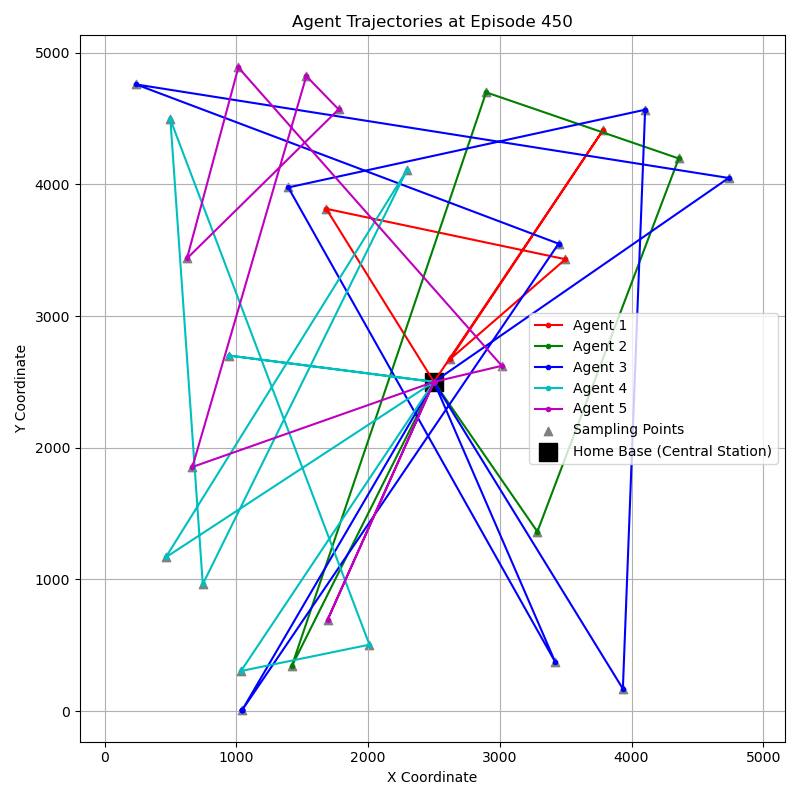 Agent Trajectories at Episode 450
Y Coordinate
5000
4000
3000
2000
1000
0
Agent 1
Agent 2
Agent 3
Agent 4
Agent 5
Sampling Points
Home Base (Central Station)
0 1000 2000 3000 4000 5000
X Coordinate